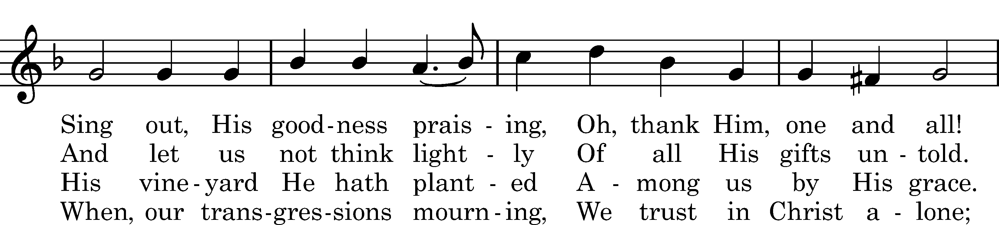 Sing out, His good-ness prais - ing, Oh, thank Him, one and all!
And let us not think light - ly Of all His gifts un - told.
His vine-yard He hath plant - ed A - mong us by His grace.
When, our trans-gres-sions mourn-ing, We trust in Christ a - lone;